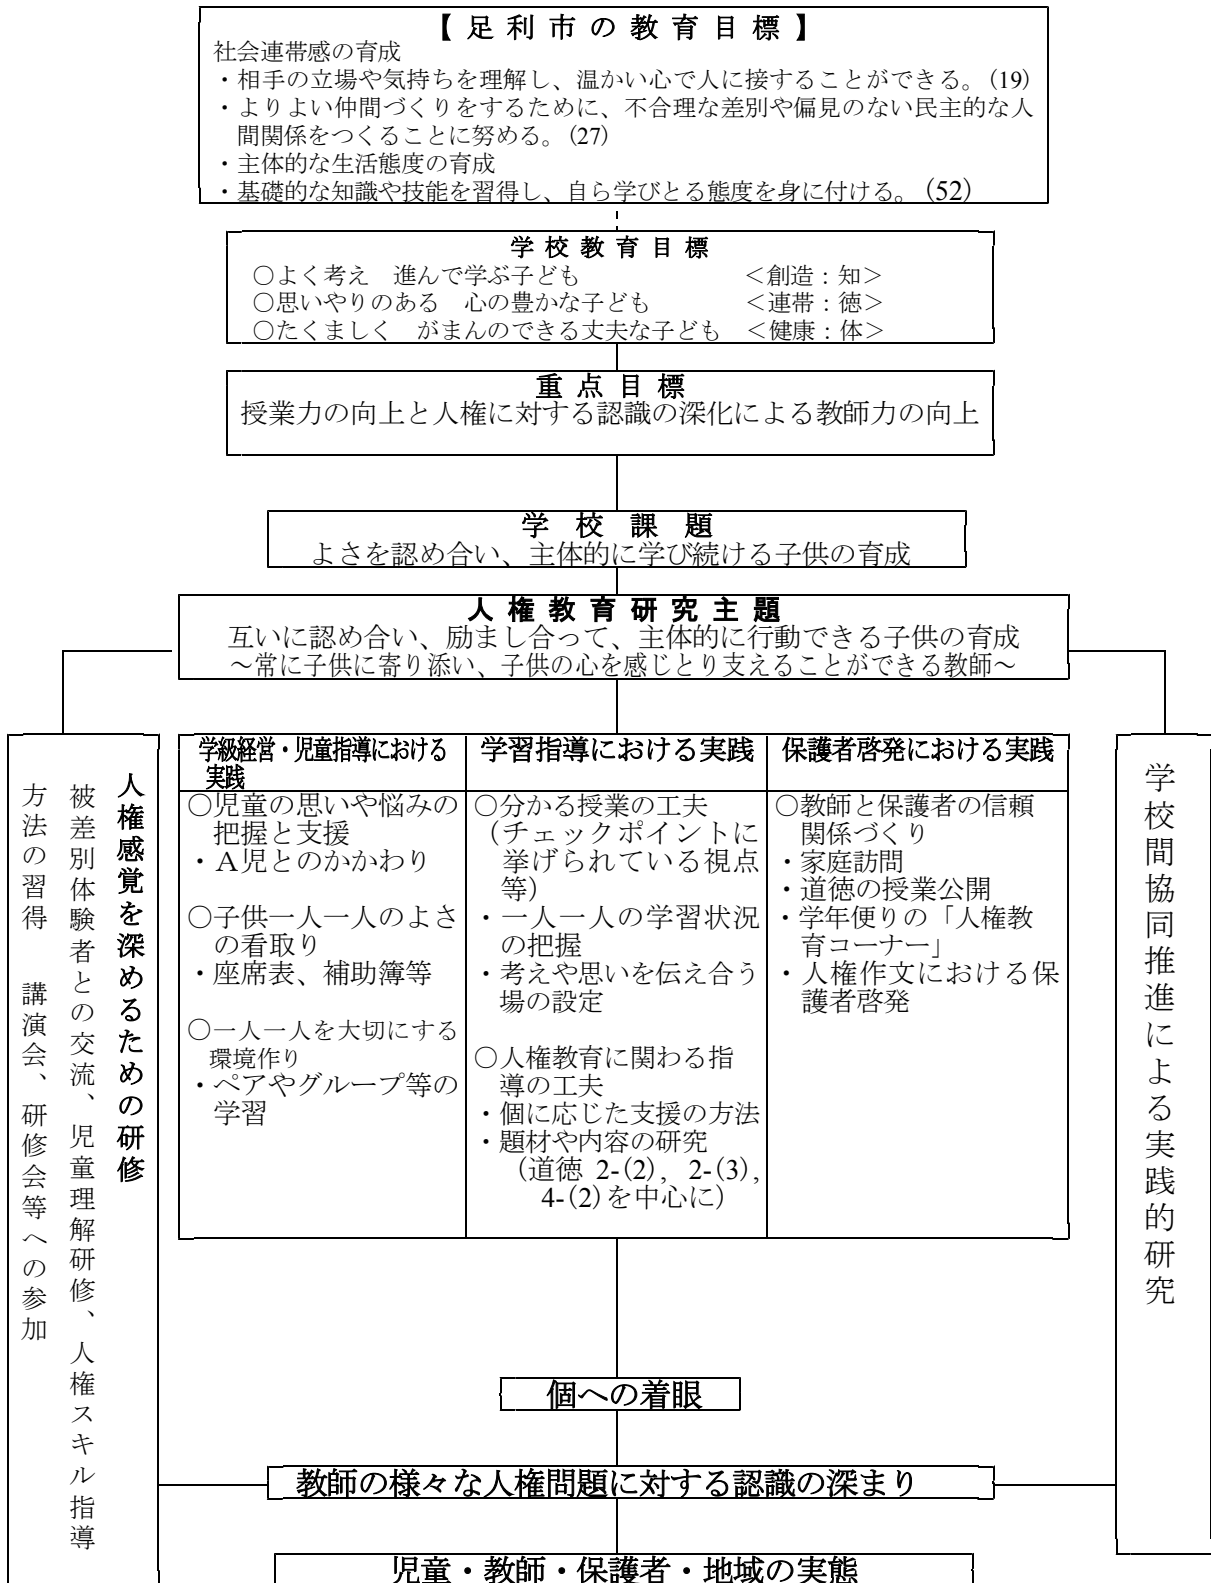 【足利市の教育目標】
社会連帯感の育成
・相手の立場や気持ちを理解し、温かい心で人に接することができる。(19)
・よりよい仲間づくりをするために、不合理な差別や偏見のない民主的な人
間関係をつくることに努める。(27)
・主体的な生活態度の育成
・基礎的な知識や技能を習得し、自ら学びとる態度を身に付ける。(52)
学校教育目標
○よく考え　進んで学ぶ子ども　＜創造：知＞
○思いやりのある　心の豊かな子ども　＜連帯：徳＞
○たくましく　がまんのできる丈夫な子ども　＜健康：体＞
重点目標
授業力の向上と人権に対する認識の深化による教師力の向上
学校課題
よさを認め合い、主体的に学び続ける子供の育成
人権教育研究主題
互いに認め合い、励まし合って、主体的に行動できる子供の育成
～常に子供に寄り添い、子供の心を感じとり支えることができる教師～
人権感覚を深めるための研修
被差別体験者との交流、児童理解研修、人権スキル指導
方法の習得　講演会、研修会等への参加
学級経営・児童指導における
実践
○児童の思いや悩みの
把握と支援
・Ａ児とのかかわり
○子供一人一人のよさ
の看取り
・座席表、補助簿等
○一人一人を大切にする
環境作り
・ペアやグループ等の
学習
学習指導における実践
○分かる授業の工夫
（チェックポイントに
挙げられている視点
等）
・一人一人の学習状況
の把握
・考えや思いを伝え合う
場の設定
○人権教育に関わる指
導の工夫
・個に応じた支援の方法
・題材や内容の研究
（道徳 2-(2), 2-(3),
4-(2)を中心に）
保護者啓発における実践
○教師と保護者の信頼
関係づくり
・家庭訪問
・道徳の授業公開
・学年便りの「人権教
育コーナー」
・人権作文における保
護者啓発
学校間協同推進による実践的研究
個への着眼
教師の様々な人権問題に対する認識の深まり
児童・教師・保護者・地域の実態